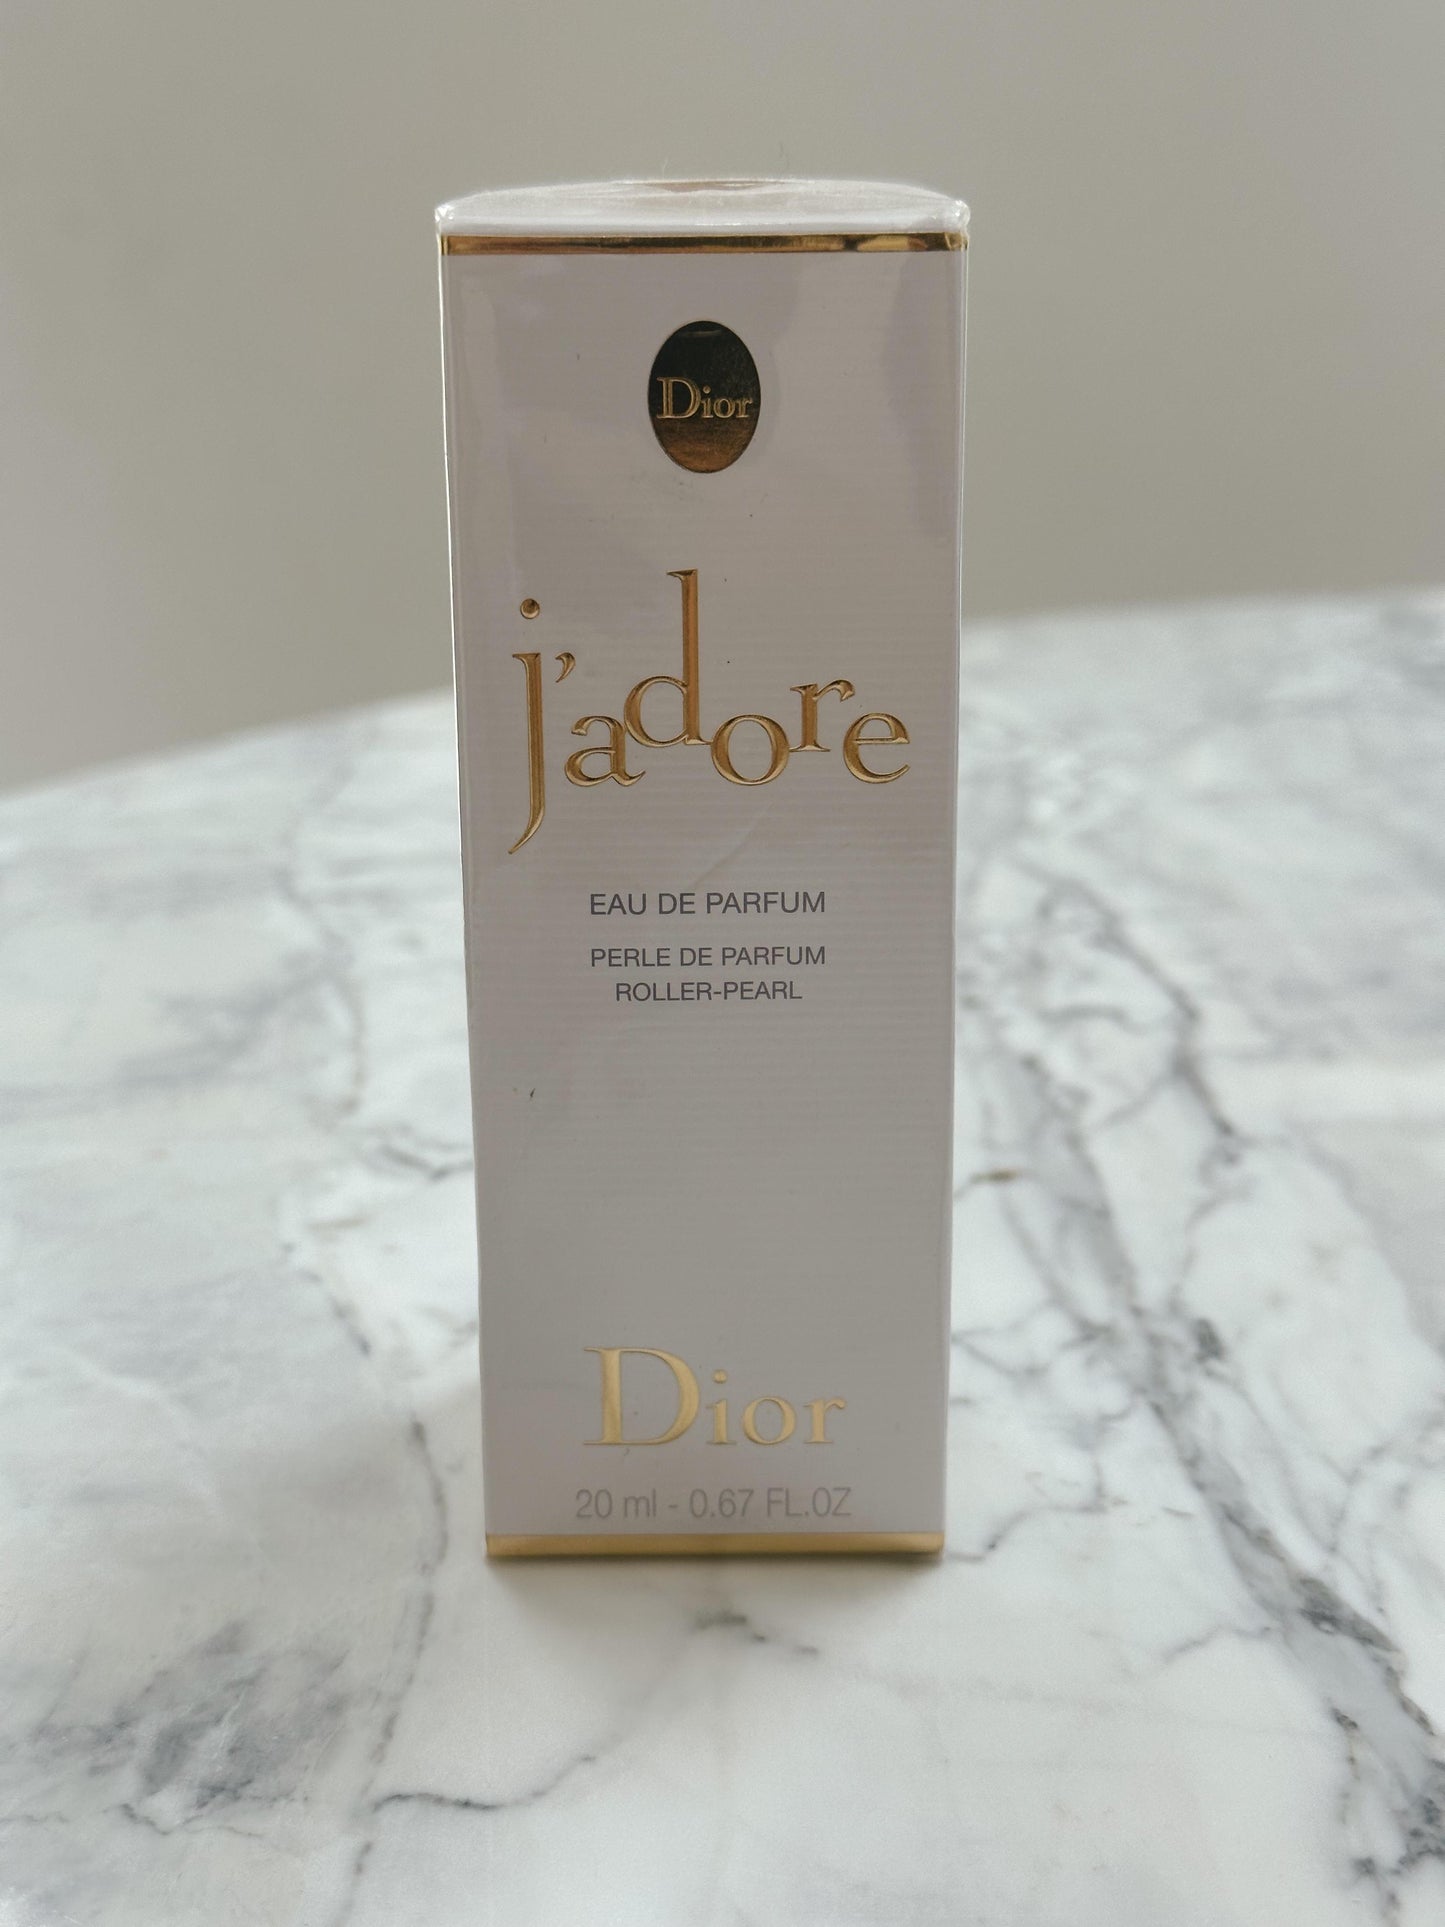 Dior
j'adore
EAU DE PARFUM
PERLE DE PARFUM
ROLLER-PEARL
Dior
20 ml - 0.67 FL.OZ